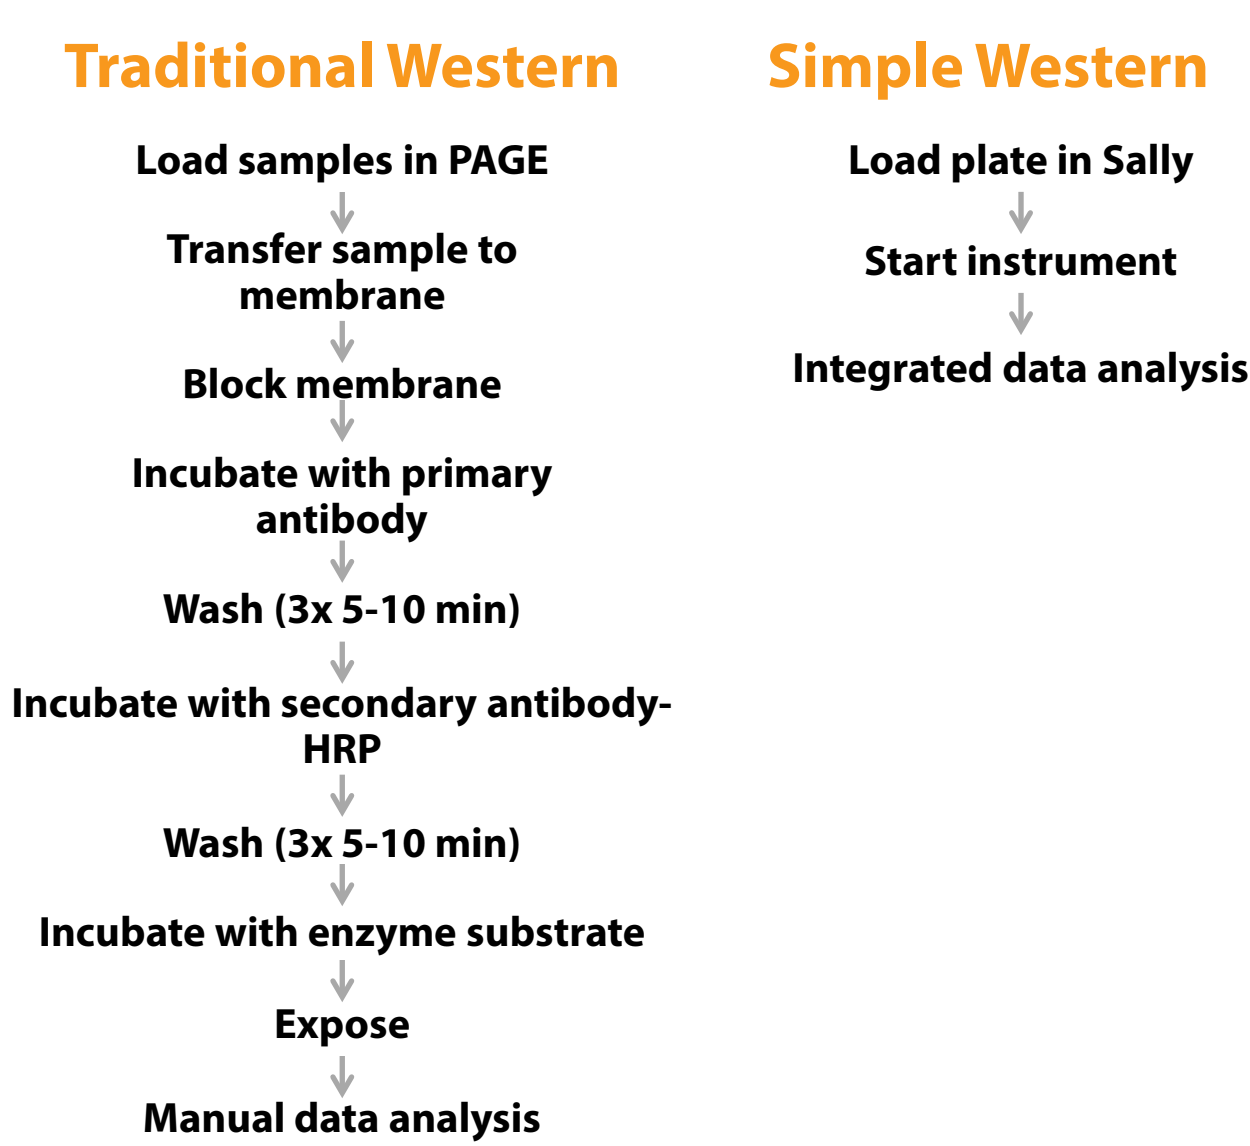 Traditional Western
Load samples in PAGE
Transfer sample to
membrane
Block membrane
Incubate with primary
antibody
Wash (3x 5-10 min)
Incubate with secondary antibody-
HRP
Wash (3x 5-10 min)
Incubate with enzyme substrate
Expose
Manual data analysis
Simple Western
Load plate in Sally
Start instrument
Integrated data analysis